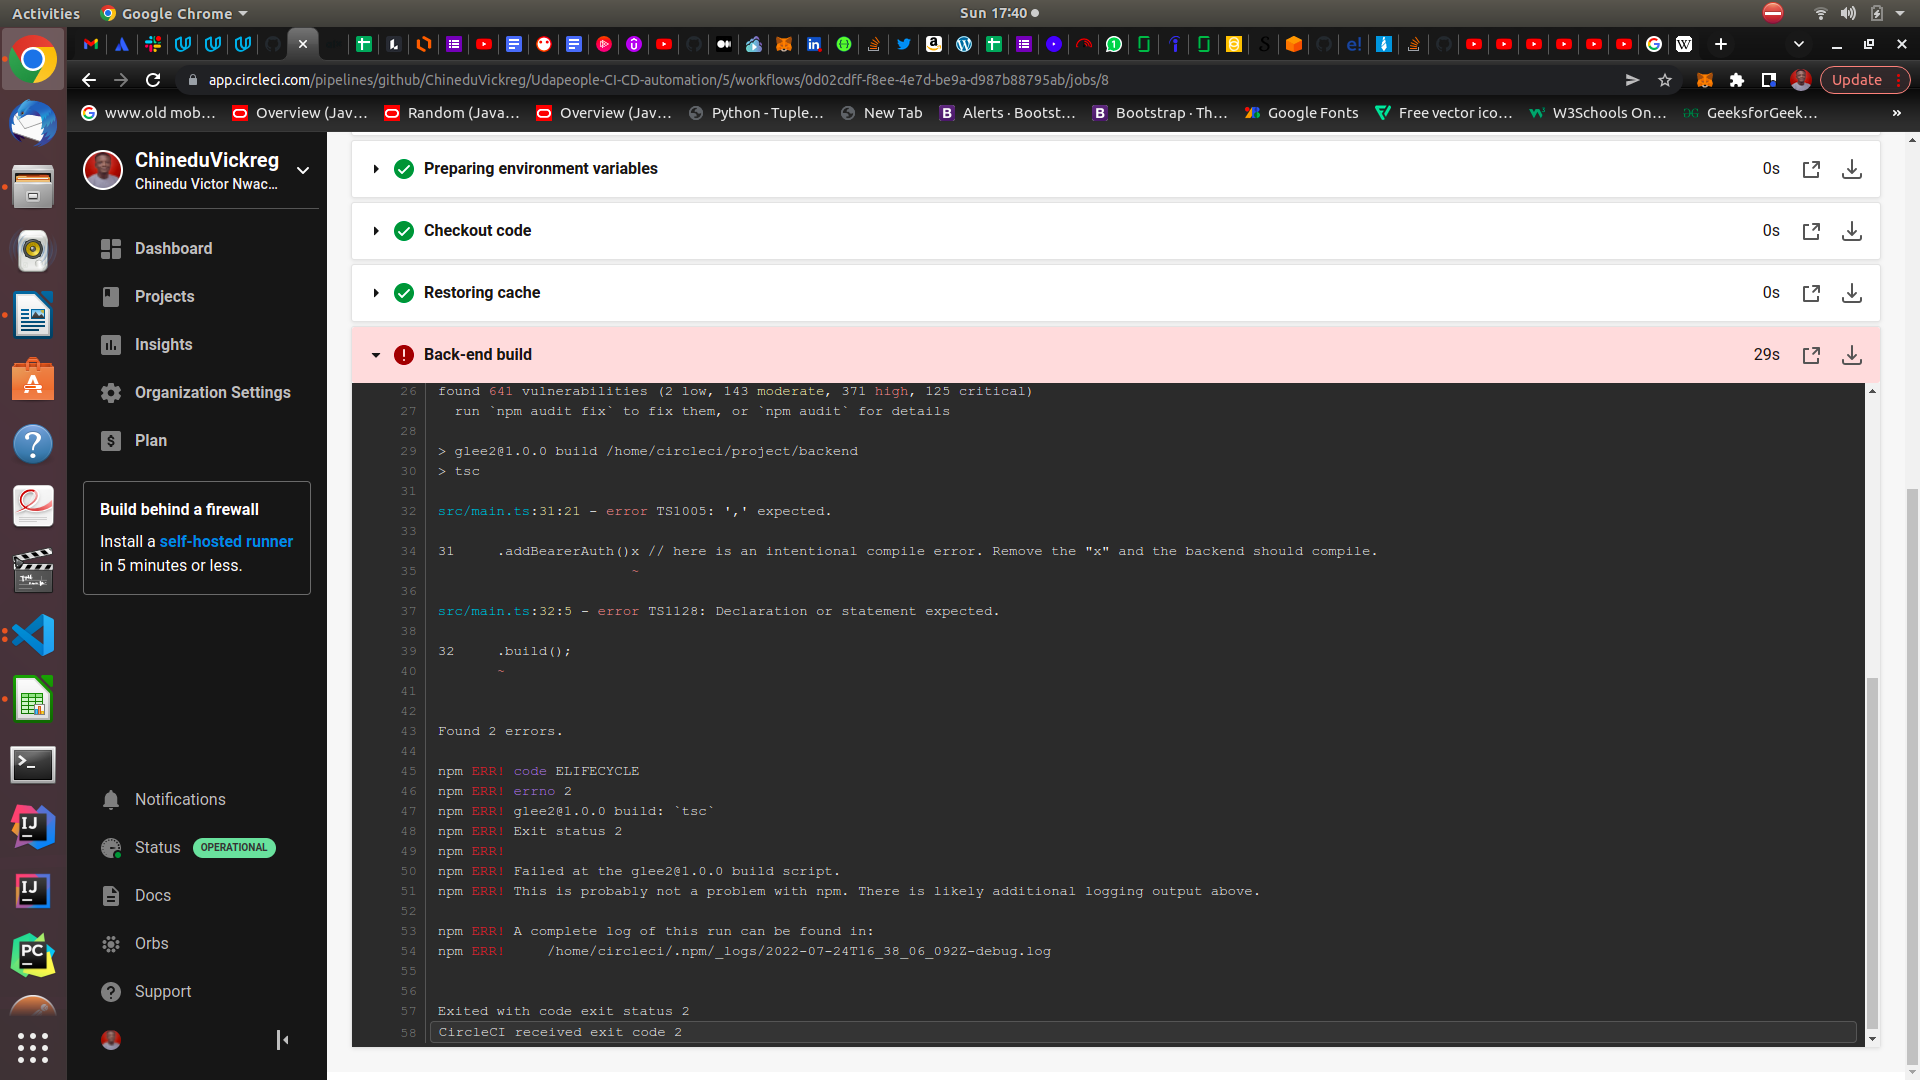 Activities
Google Chrome
Sun 17:40
app.circleci.com/pipelines/github/ChineduVickreg/Udapeople-CI-CD-automation/5/workflows/0d02cdff-f8ee-4e7d-be9a-d987b88795ab/jobs/8
Update
www.old mob…
Overview (Jav…
Random (Java…
Overview (Jav…
Python - Tuple…
New Tab
Alerts · Bootst…
Bootstrap · Th…
Google Fonts
Free vector ico…
W3Schools On…
GeeksforGeek…
»
ChineduVickreg
Chinedu Victor Nwac...
Dashboard
Projects
Insights
Organization Settings
Plan
Build behind a firewall
Install a self-hosted runner
in 5 minutes or less.
Notifications
Status OPERATIONAL
Docs
Orbs
Support
Preparing environment variables 0s
Checkout code 0s
Restoring cache 0s
Back-end build 29s
26 found 641 vulnerabilities (2 low, 143 moderate, 371 high, 125 critical)
27 run `npm audit fix` to fix them, or `npm audit` for details
28
29 > glee2@1.0.0 build /home/circleci/project/backend
30 > tsc
31
32 src/main.ts:31:21 - error TS1005: ',' expected.
33
34 31 .addBearerAuth()x // here is an intentional compile error. Remove the "x" and the backend should compile.
35 ~
36
37 src/main.ts:32:5 - error TS1128: Declaration or statement expected.
38
39 32 .build();
40 ~
41
42
43 Found 2 errors.
44
45 npm ERR! code ELIFECYCLE
46 npm ERR! errno 2
47 npm ERR! glee2@1.0.0 build: `tsc`
48 npm ERR! Exit status 2
49 npm ERR!
50 npm ERR! Failed at the glee2@1.0.0 build script.
51 npm ERR! This is probably not a problem with npm. There is likely additional logging output above.
52
53 npm ERR! A complete log of this run can be found in:
54 npm ERR! /home/circleci/.npm/_logs/2022-07-24T16_38_06_092Z-debug.log
55
56
57 Exited with code exit status 2
58 CircleCI received exit code 2